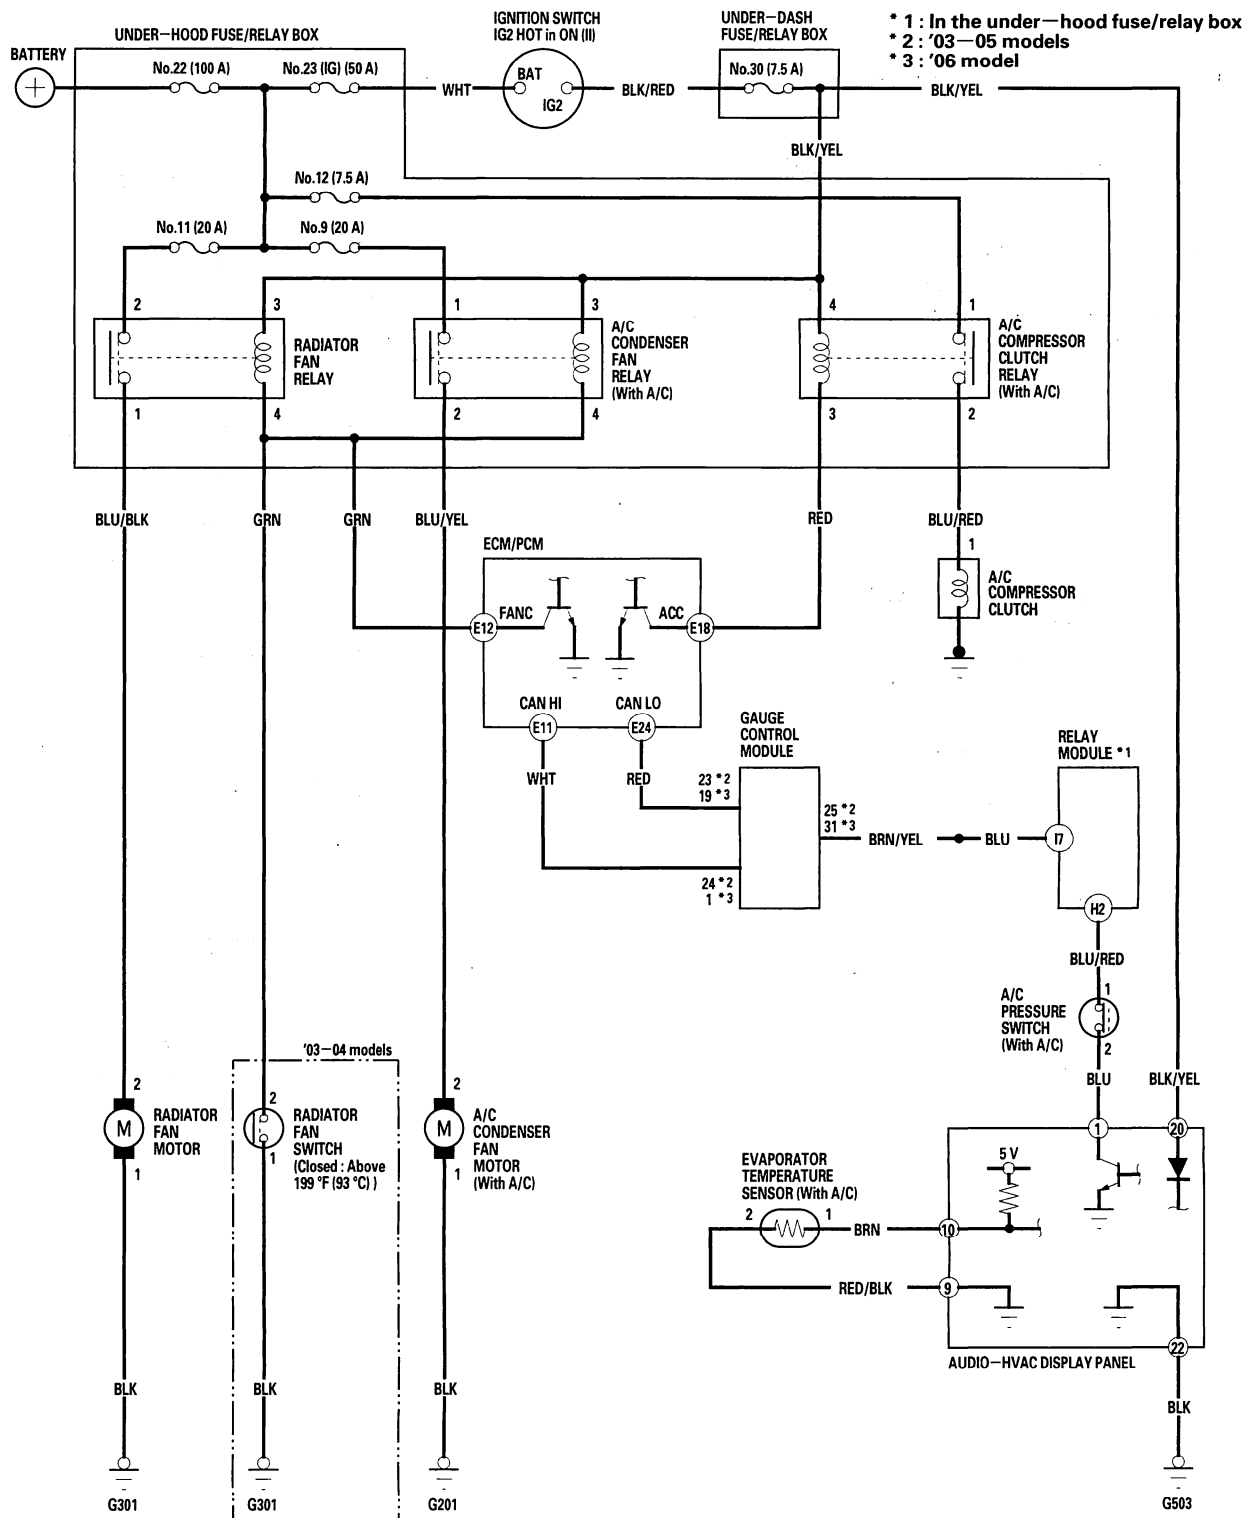 * 1 : In the under-hood fuse/relay box
* 2 : '03-05 models
* 3 : '06 model
BATTERY
UNDER-HOOD FUSE/RELAY BOX
IGNITION SWITCH
IG2 HOT in ON (II)
UNDER-DASH
FUSE/RELAY BOX
No.22 (100 A)
No.23 (IG) (50 A)
WHT
BAT
IG2
BLK/RED
No.30 (7.5 A)
BLK/YEL
BLK/YEL
No.12 (7.5 A)
No.11 (20 A)
No.9 (20 A)
2
3
1
3
4
1
RADIATOR
FAN
RELAY
A/C
CONDENSER
FAN
RELAY
(With A/C)
A/C
COMPRESSOR
CLUTCH
RELAY
(With A/C)
1
4
2
4
3
2
BLU/BLK
GRN
GRN
BLU/YEL
RED
BLU/RED
1
A/C
COMPRESSOR
CLUTCH
ECM/PCM
E12
FANC
ACC
E18
CAN HI
CAN LO
E11
E24
WHT
RED
GAUGE
CONTROL
MODULE
23 *2
19 *3
25 *2
31 *3
24 *2
1 *3
BRN/YEL
BLU
RELAY
MODULE *1
I7
H2
BLU/RED
A/C
PRESSURE
SWITCH
(With A/C)
1
2
BLU
BLK/YEL
'03-04 models
2
M
1
RADIATOR
FAN
MOTOR
2
1
RADIATOR
FAN
SWITCH
(Closed : Above
199 °F (93 °C) )
2
M
1
A/C
CONDENSER
FAN
MOTOR
(With A/C)
EVAPORATOR
TEMPERATURE
SENSOR (With A/C)
2
1
BRN
RED/BLK
1
20
5 V
10
9
22
AUDIO-HVAC DISPLAY PANEL
BLK
BLK
BLK
BLK
G301
G301
G201
G503